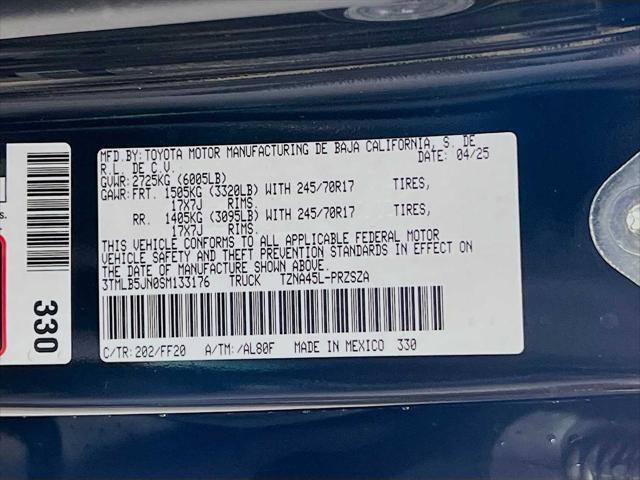 MFD.BY: TOYOTA MOTOR MANUFACTURING DE BAJA CALIFORNIA, S. DE
R.L. DE C.V. DATE: 04/25
GVWR: 2725KG (6005LB)
GAWR: FRT. 1505KG (3320LB) WITH 245/70R17 TIRES,
17X7J RIMS.
RR. 1405KG (3095LB) WITH 245/70R17 TIRES,
17X7J RIMS.
THIS VEHICLE CONFORMS TO ALL APPLICABLE FEDERAL MOTOR
VEHICLE SAFETY AND THEFT PREVENTION STANDARDS IN EFFECT ON
THE DATE OF MANUFACTURE SHOWN ABOVE.
3TMLB5JN0SM133176 TRUCK TZNA45L-PRZSZA
C/TR: 202/FF20 A/TM: /AL80F MADE IN MEXICO 330
330
s.